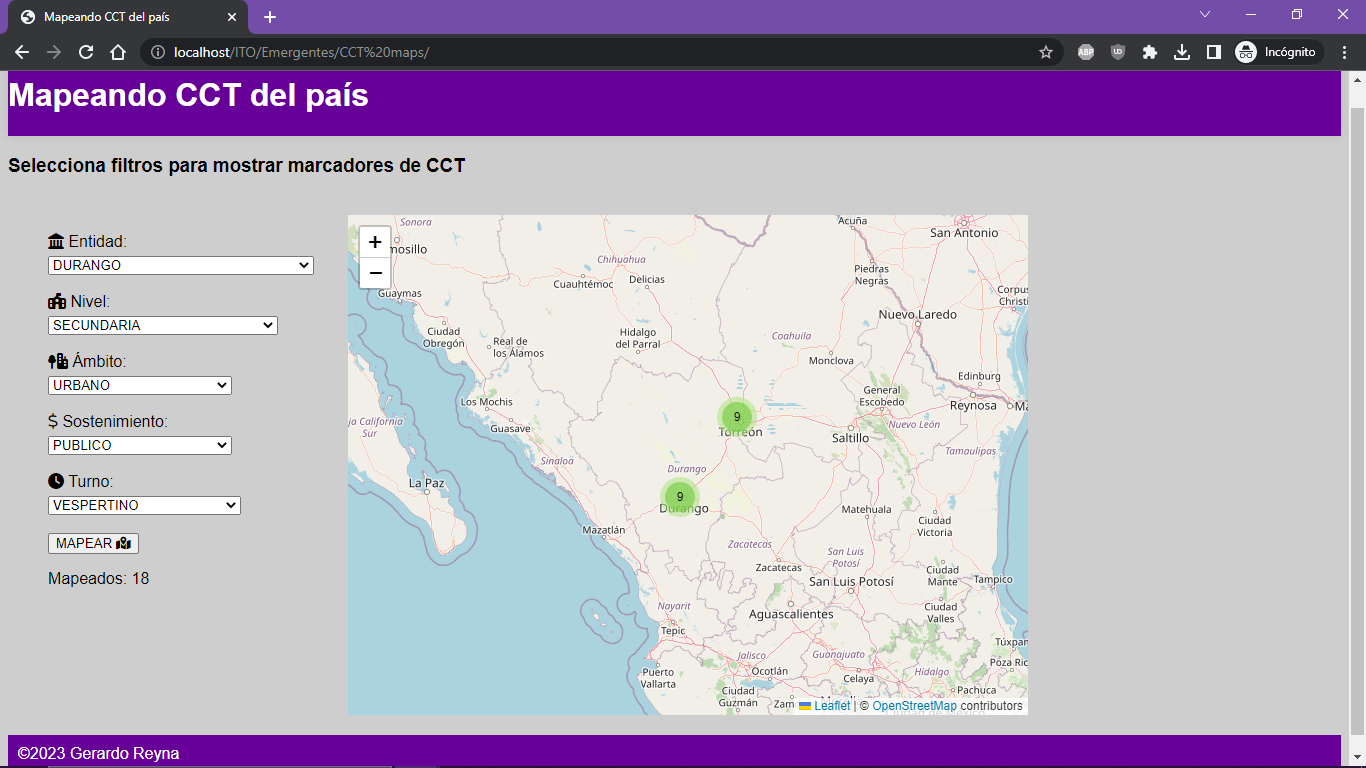 Mapeando CCT del país
localhost/ITO/Emergentes/CCT%20maps/
ABP
UD
Incógnito
Mapeando CCT del país
Selecciona filtros para mostrar marcadores de CCT
Entidad:
DURANGO
Nivel:
SECUNDARIA
Ámbito:
URBANO
Sostenimiento:
PUBLICO
Turno:
VESPERTINO
MAPEAR
Mapeados: 18
+
−
Sonora
mosillo
Guaymas
Chihuahua
Cuauhtémoc
Delicias
Acuña
San Antonio
Piedras
Negras
Corpus
Christi
Nuevo Laredo
Ciudad
Obregón
Real de
los Álamos
Hidalgo
del Parral
Coahuila
Monclova
Edinburg
General
Escobedo
Reynosa
Ma
Los Mochis
Guasave
9
Torreón
Saltillo
Nuevo León
ja California
Sur
Sinaloa
Tamaulipas
La Paz
Durango
9
Durango
Mazatlán
Matehuala
Ciudad
Victoria
Zacatecas
Zacatecas
San Luis
Potosí
San Luis Potosí
Ciudad
Mante
Tampico
Nayarit
Aguascalientes
Ciudad
Valles
Tepic
Túxpan
Jalisco
Guanajuato
Hidalgo
Poza Ric
Puerto
Vallarta
Ocotlán
Celaya
Pachuca
Ciudad
Guzmán
Zam
Leaflet | © OpenStreetMap contributors
©2023 Gerardo Reyna